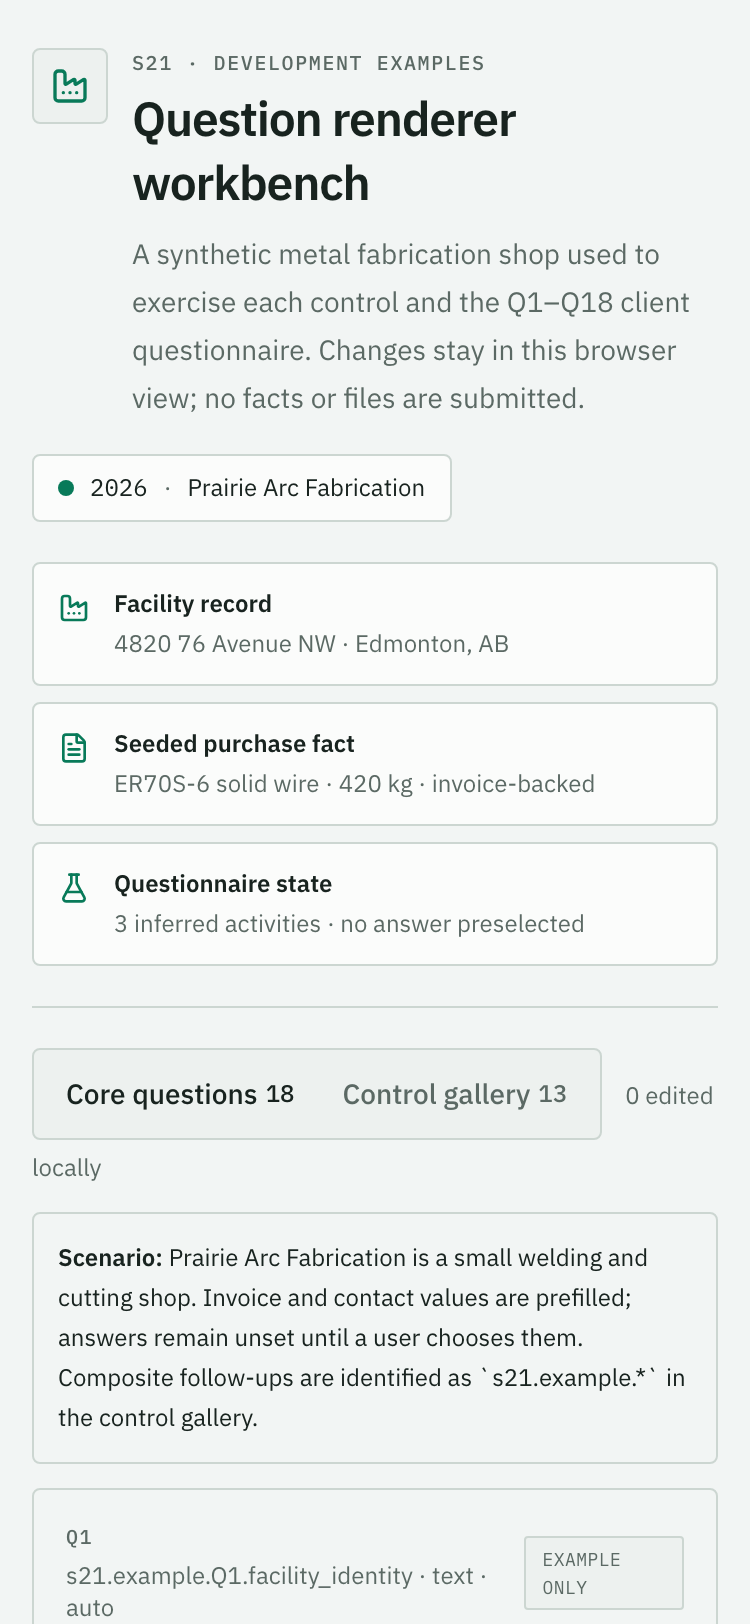 S21 · DEVELOPMENT EXAMPLES
Question renderer
workbench
A synthetic metal fabrication shop used to
exercise each control and the Q1–Q18 client
questionnaire. Changes stay in this browser
view; no facts or files are submitted.
2026 · Prairie Arc Fabrication
Facility record
4820 76 Avenue NW · Edmonton, AB
Seeded purchase fact
ER70S-6 solid wire · 420 kg · invoice-backed
Questionnaire state
3 inferred activities · no answer preselected
Core questions 18 Control gallery 13 0 edited
locally
Scenario: Prairie Arc Fabrication is a small welding and
cutting shop. Invoice and contact values are prefilled;
answers remain unset until a user chooses them.
Composite follow-ups are identified as `s21.example.*` in
the control gallery.
Q1
s21.example.Q1.facility_identity · text ·
auto
EXAMPLE
ONLY